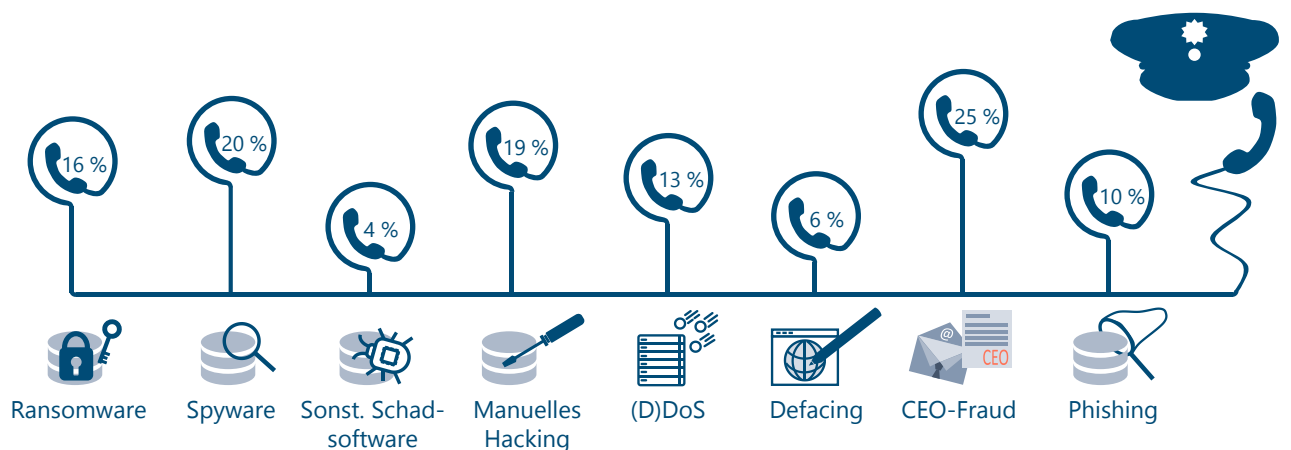 16 %
20 %
4 %
19 %
13 %
6 %
25 %
10 %
@
CEO
Ransomware
Spyware
Sonst. Schad-
software
Manuelles
Hacking
(D)DoS
Defacing
CEO-Fraud
Phishing